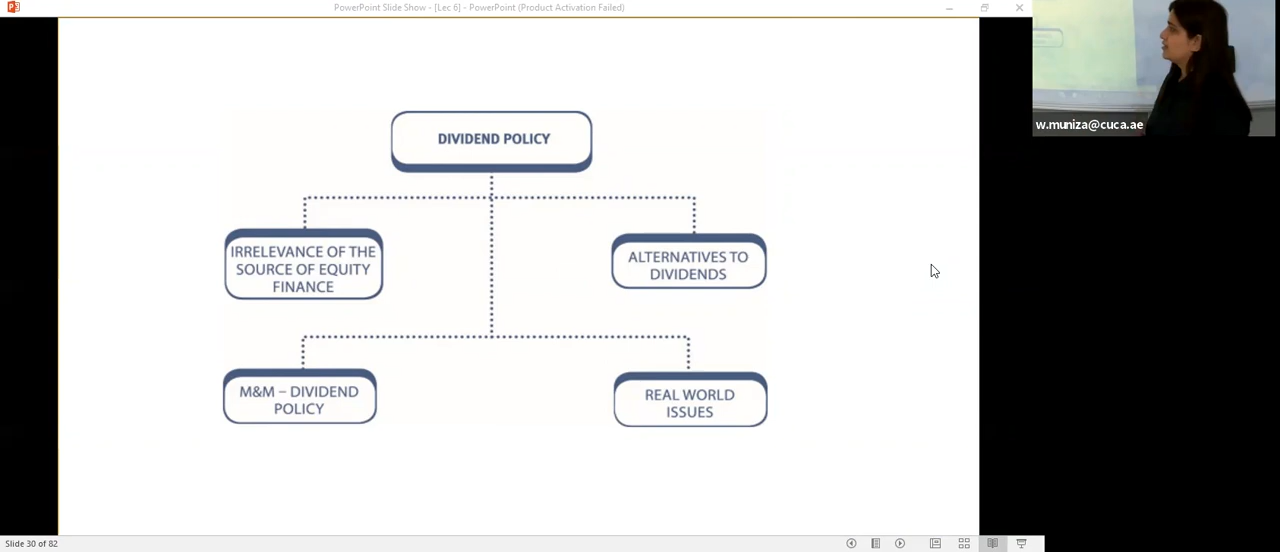 PowerPoint Slide Show - [Lec 6] - PowerPoint (Product Activation Failed)
w.muniza@cuca.ae
DIVIDEND POLICY
IRRELEVANCE OF THE
SOURCE OF EQUITY
FINANCE
ALTERNATIVES TO
DIVIDENDS
M&M – DIVIDEND
POLICY
REAL WORLD
ISSUES
Slide 30 of 82